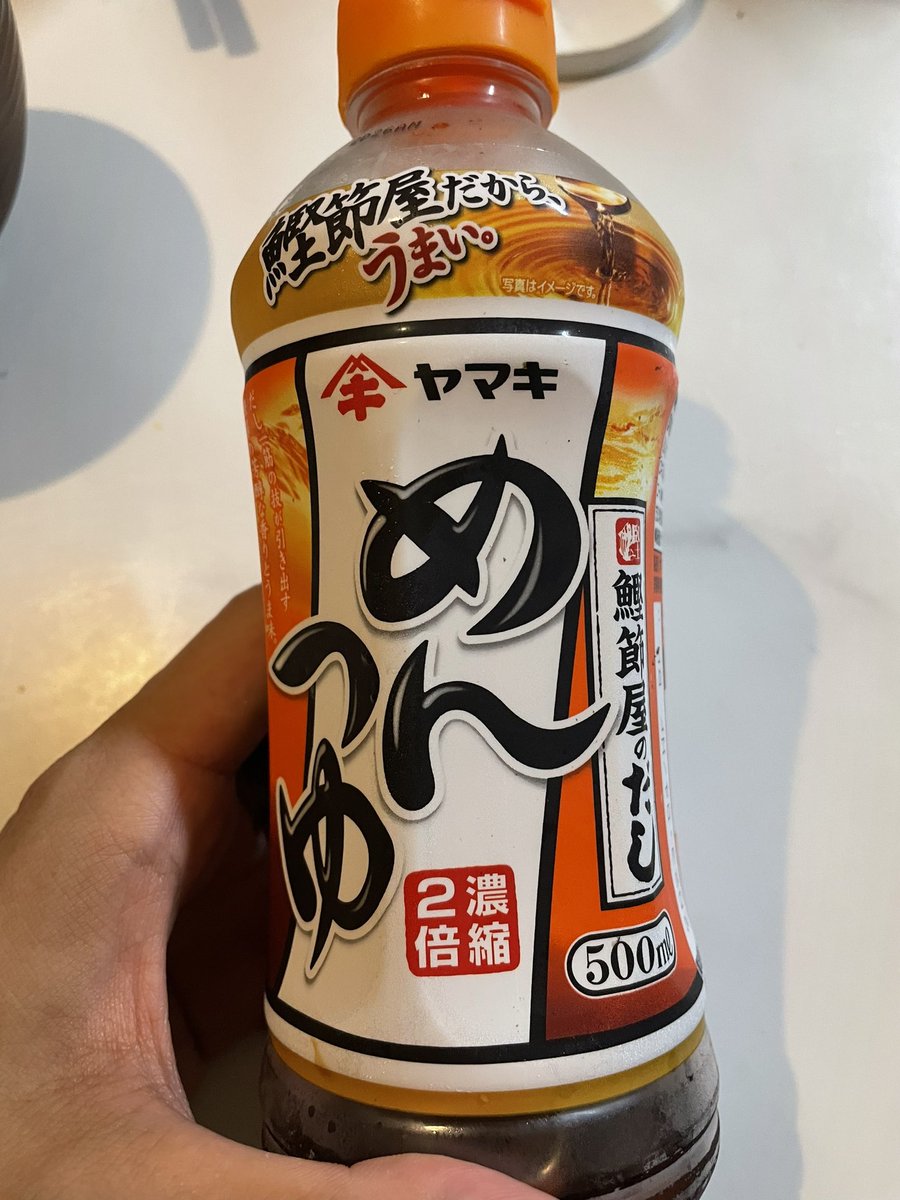 鰹節屋だから、
うまい。
写真はイメージです。
ヤマキ
めん
つゆ
濃縮
2倍
鰹節屋のだし
500ml